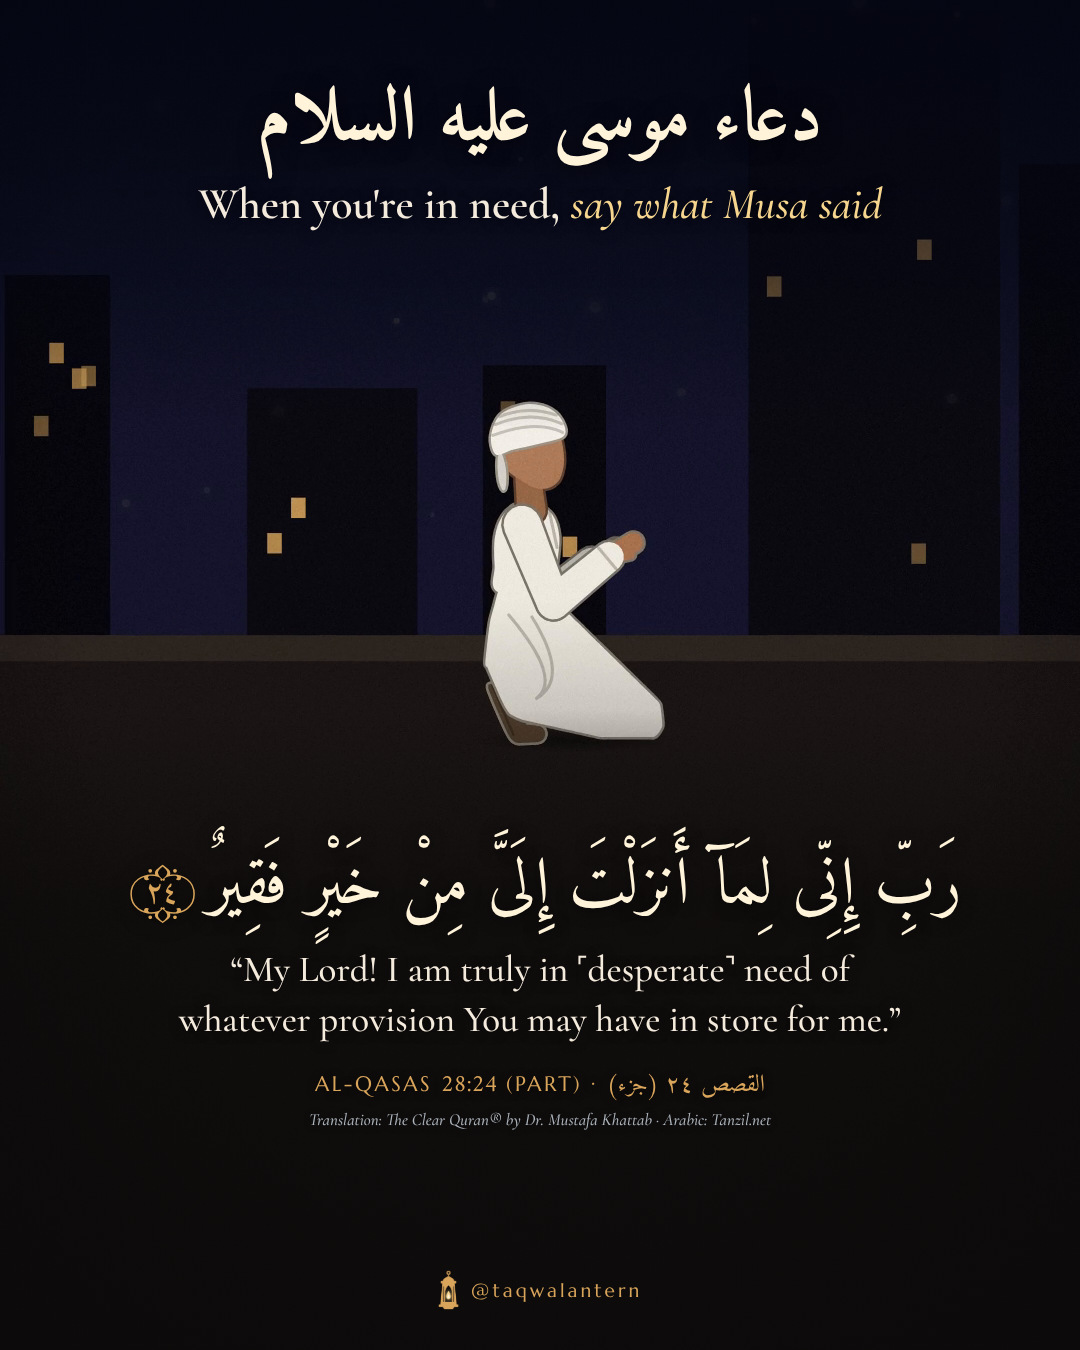 دعاء موسى عليه السلام
When you're in need, say what Musa said
رَبِّ إِنِّى لِمَآ أَنزَلْتَ إِلَىَّ مِنْ خَيْرٍ فَقِيرٌ ٢٤
“My Lord! I am truly in ˹desperate˺ need of
whatever provision You may have in store for me.”
AL-QASAS 28:24 (PART) · القصص ٢٤ (جزء)
Translation: The Clear Quran® by Dr. Mustafa Khattab · Arabic: Tanzil.net
@taqwalantern